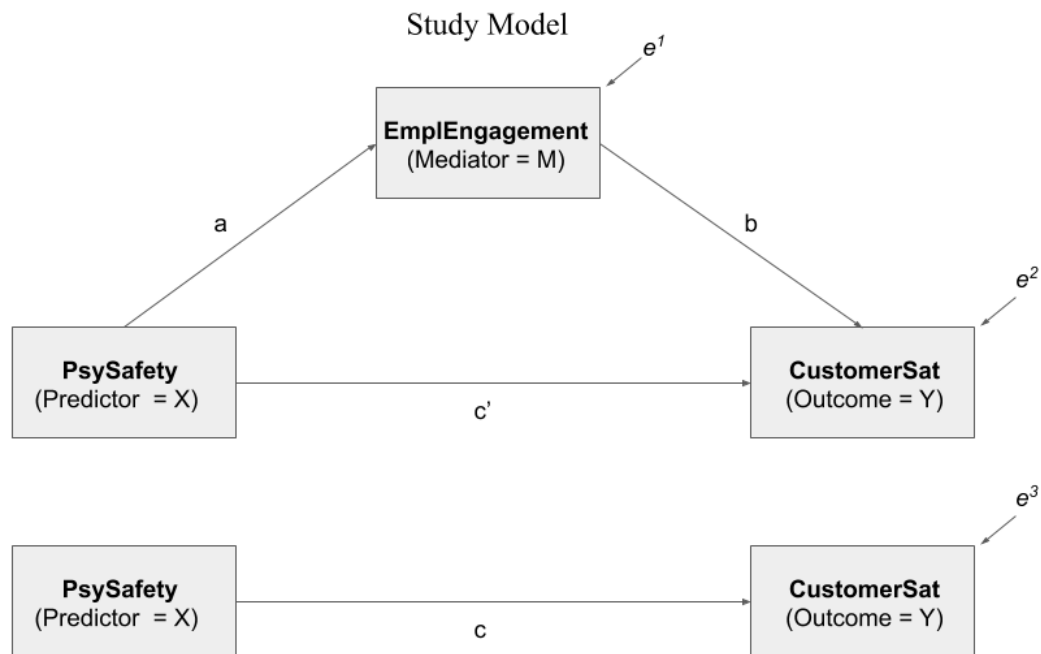 Study Model
e1
EmplEngagement
(Mediator = M)
a
b
e2
PsySafety
(Predictor = X)
CustomerSat
(Outcome = Y)
c’
e3
PsySafety
(Predictor = X)
CustomerSat
(Outcome = Y)
c